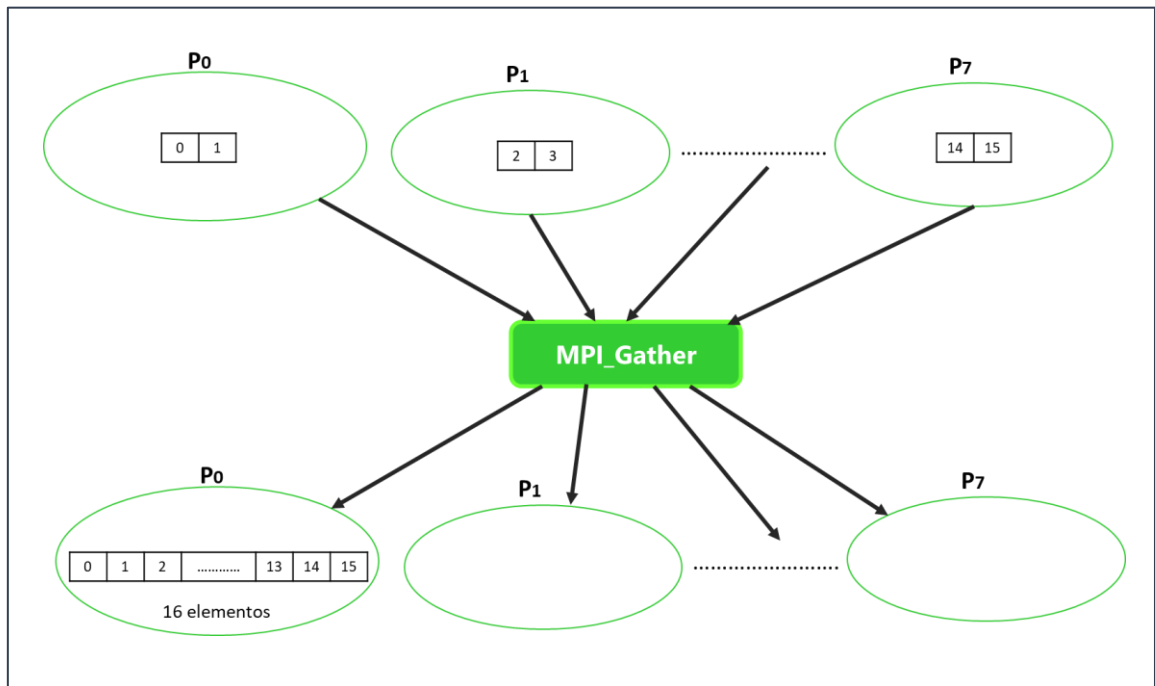 P0
P1
P7
0 1
2 3
........................
14 15
MPI_Gather
P0
P1
P7
0 1 2 ............ 13 14 15
........................
16 elementos